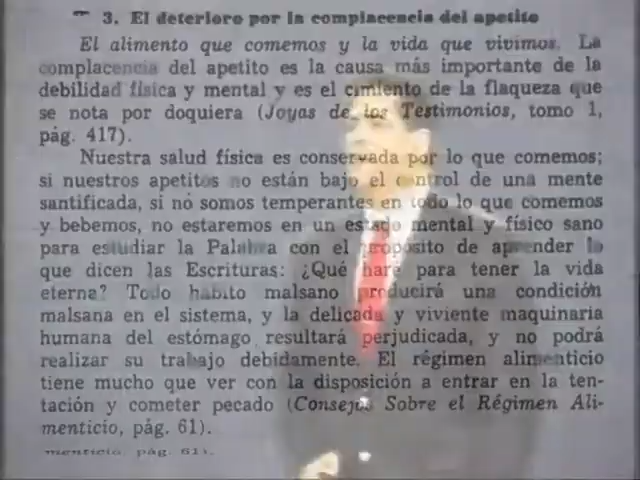 3. El deterioro por la complacencia del apetito
El alimento que comemos y la vida que vivimos. La
complacencia del apetito es la causa más importante de la
debilidad física y mental y es el cimiento de la flaqueza que
se nota por doquiera (Joyas de los Testimonios, tomo 1,
pág. 417).
Nuestra salud física es conservada por lo que comemos;
si nuestros apetitos no están bajo el control de una mente
santificada, si no somos temperantes en todo lo que comemos
y bebemos, no estaremos en un estado mental y físico sano
para estudiar la Palabra con el propósito de aprender lo
que dicen las Escrituras: ¿Qué haré para tener la vida
eterna? Todo hábito malsano producirá una condición
malsana en el sistema, y la delicada y viviente maquinaria
humana del estómago resultará perjudicada, y no podrá
realizar su trabajo debidamente. El régimen alimenticio
tiene mucho que ver con la disposición a entrar en la ten-
tación y cometer pecado (Consejos Sobre el Régimen Ali-
menticio, pág. 61).
menticio, pág. 61).